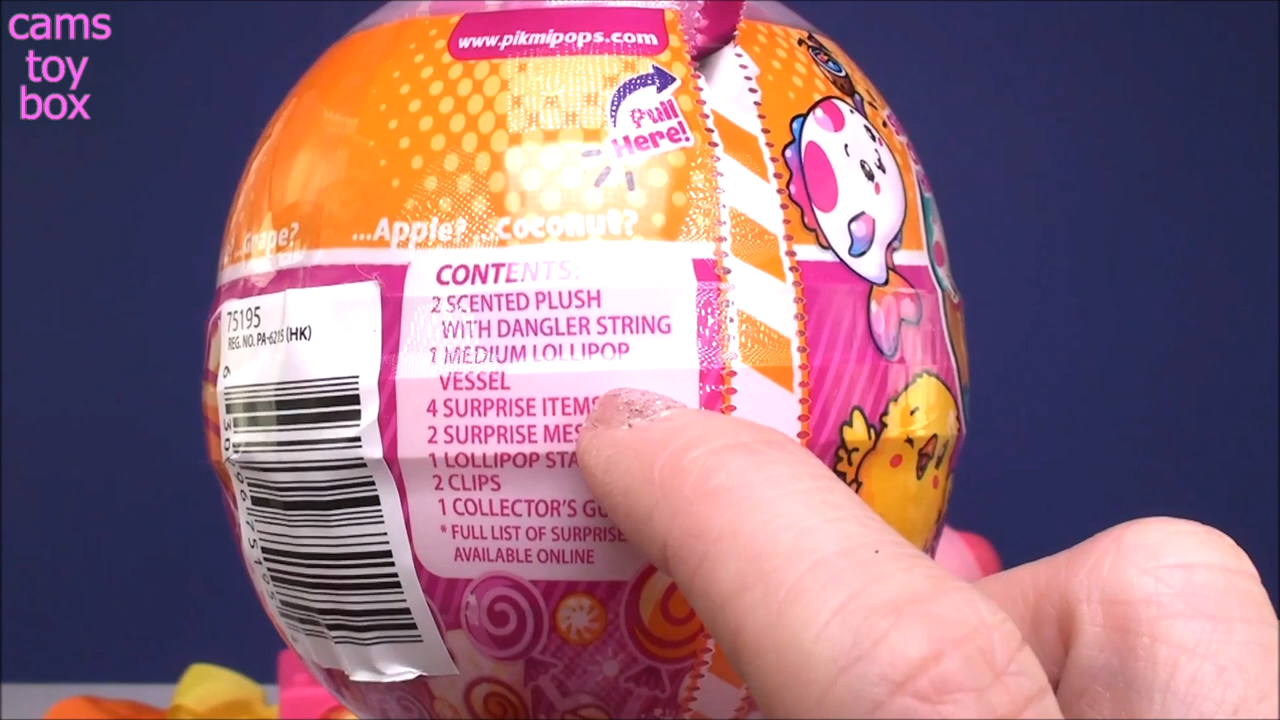 cams
toy
box
www.pikmipops.com
Pull
Here!
Grape?
...Apple? ...Coconut?
CONTENTS:
2 SCENTED PLUSH
WITH DANGLER STRING
1 MEDIUM LOLLIPOP
VESSEL
4 SURPRISE ITEMS
2 SURPRISE MES
1 LOLLIPOP STA
2 CLIPS
1 COLLECTOR'S GU
* FULL LIST OF SURPRISE
AVAILABLE ONLINE
75195
REG. NO. PA-6215 (HK)